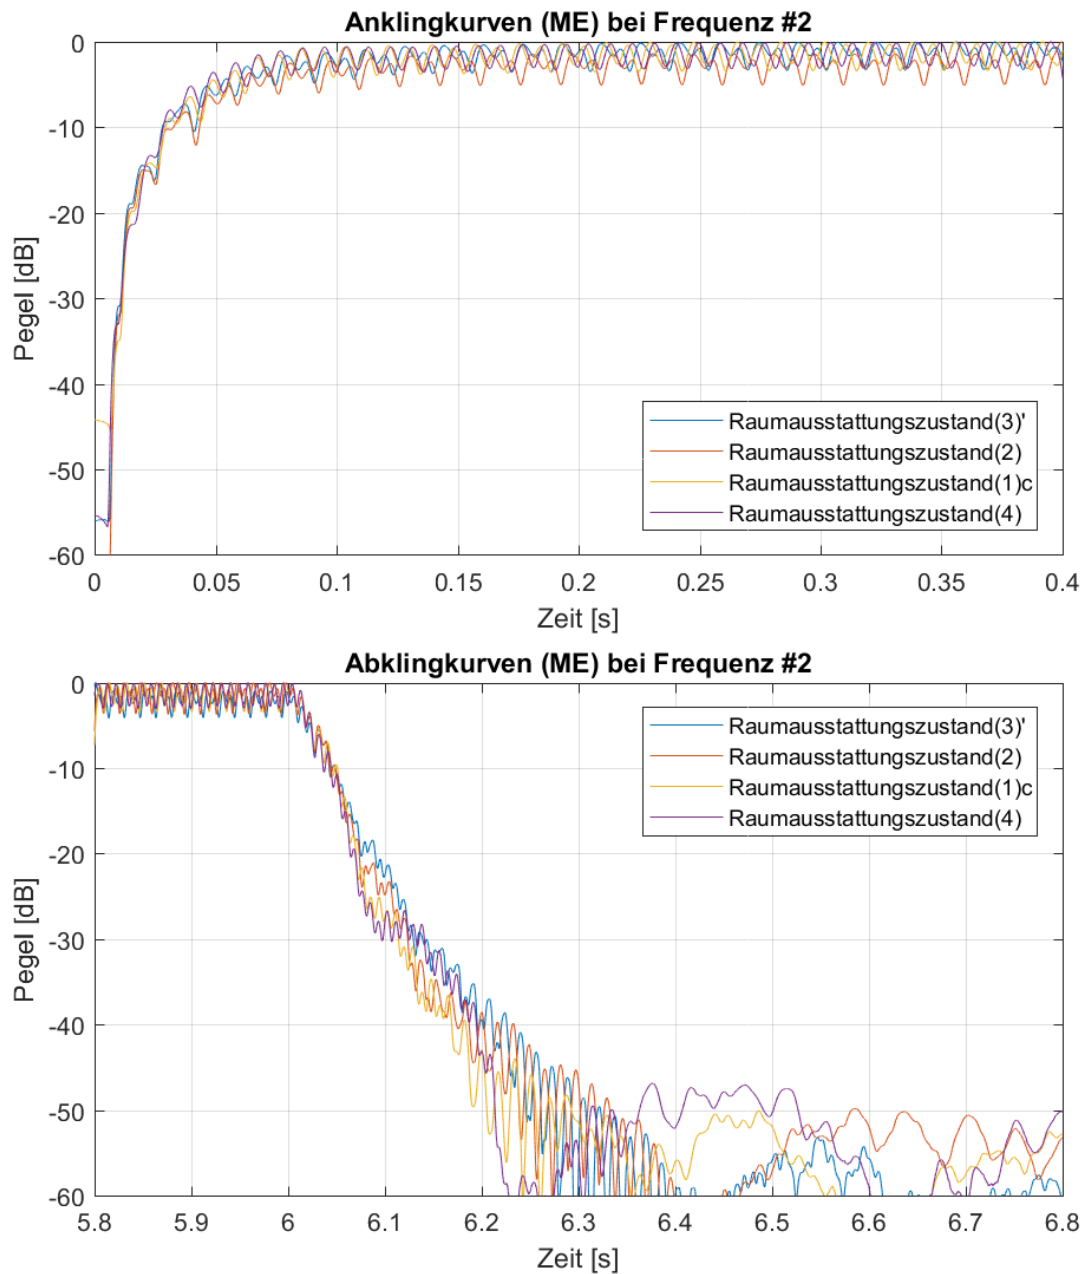 Anklingkurven (ME) bei Frequenz #2
0
-10
-20
-30
-40
-50
-60
Pegel [dB]
Raumausstattungszustand(3)'
Raumausstattungszustand(2)
Raumausstattungszustand(1)c
Raumausstattungszustand(4)
0 0.05 0.1 0.15 0.2 0.25 0.3 0.35 0.4
Zeit [s]
Abklingkurven (ME) bei Frequenz #2
0
-10
-20
-30
-40
-50
-60
Pegel [dB]
Raumausstattungszustand(3)'
Raumausstattungszustand(2)
Raumausstattungszustand(1)c
Raumausstattungszustand(4)
5.8 5.9 6 6.1 6.2 6.3 6.4 6.5 6.6 6.7 6.8
Zeit [s]